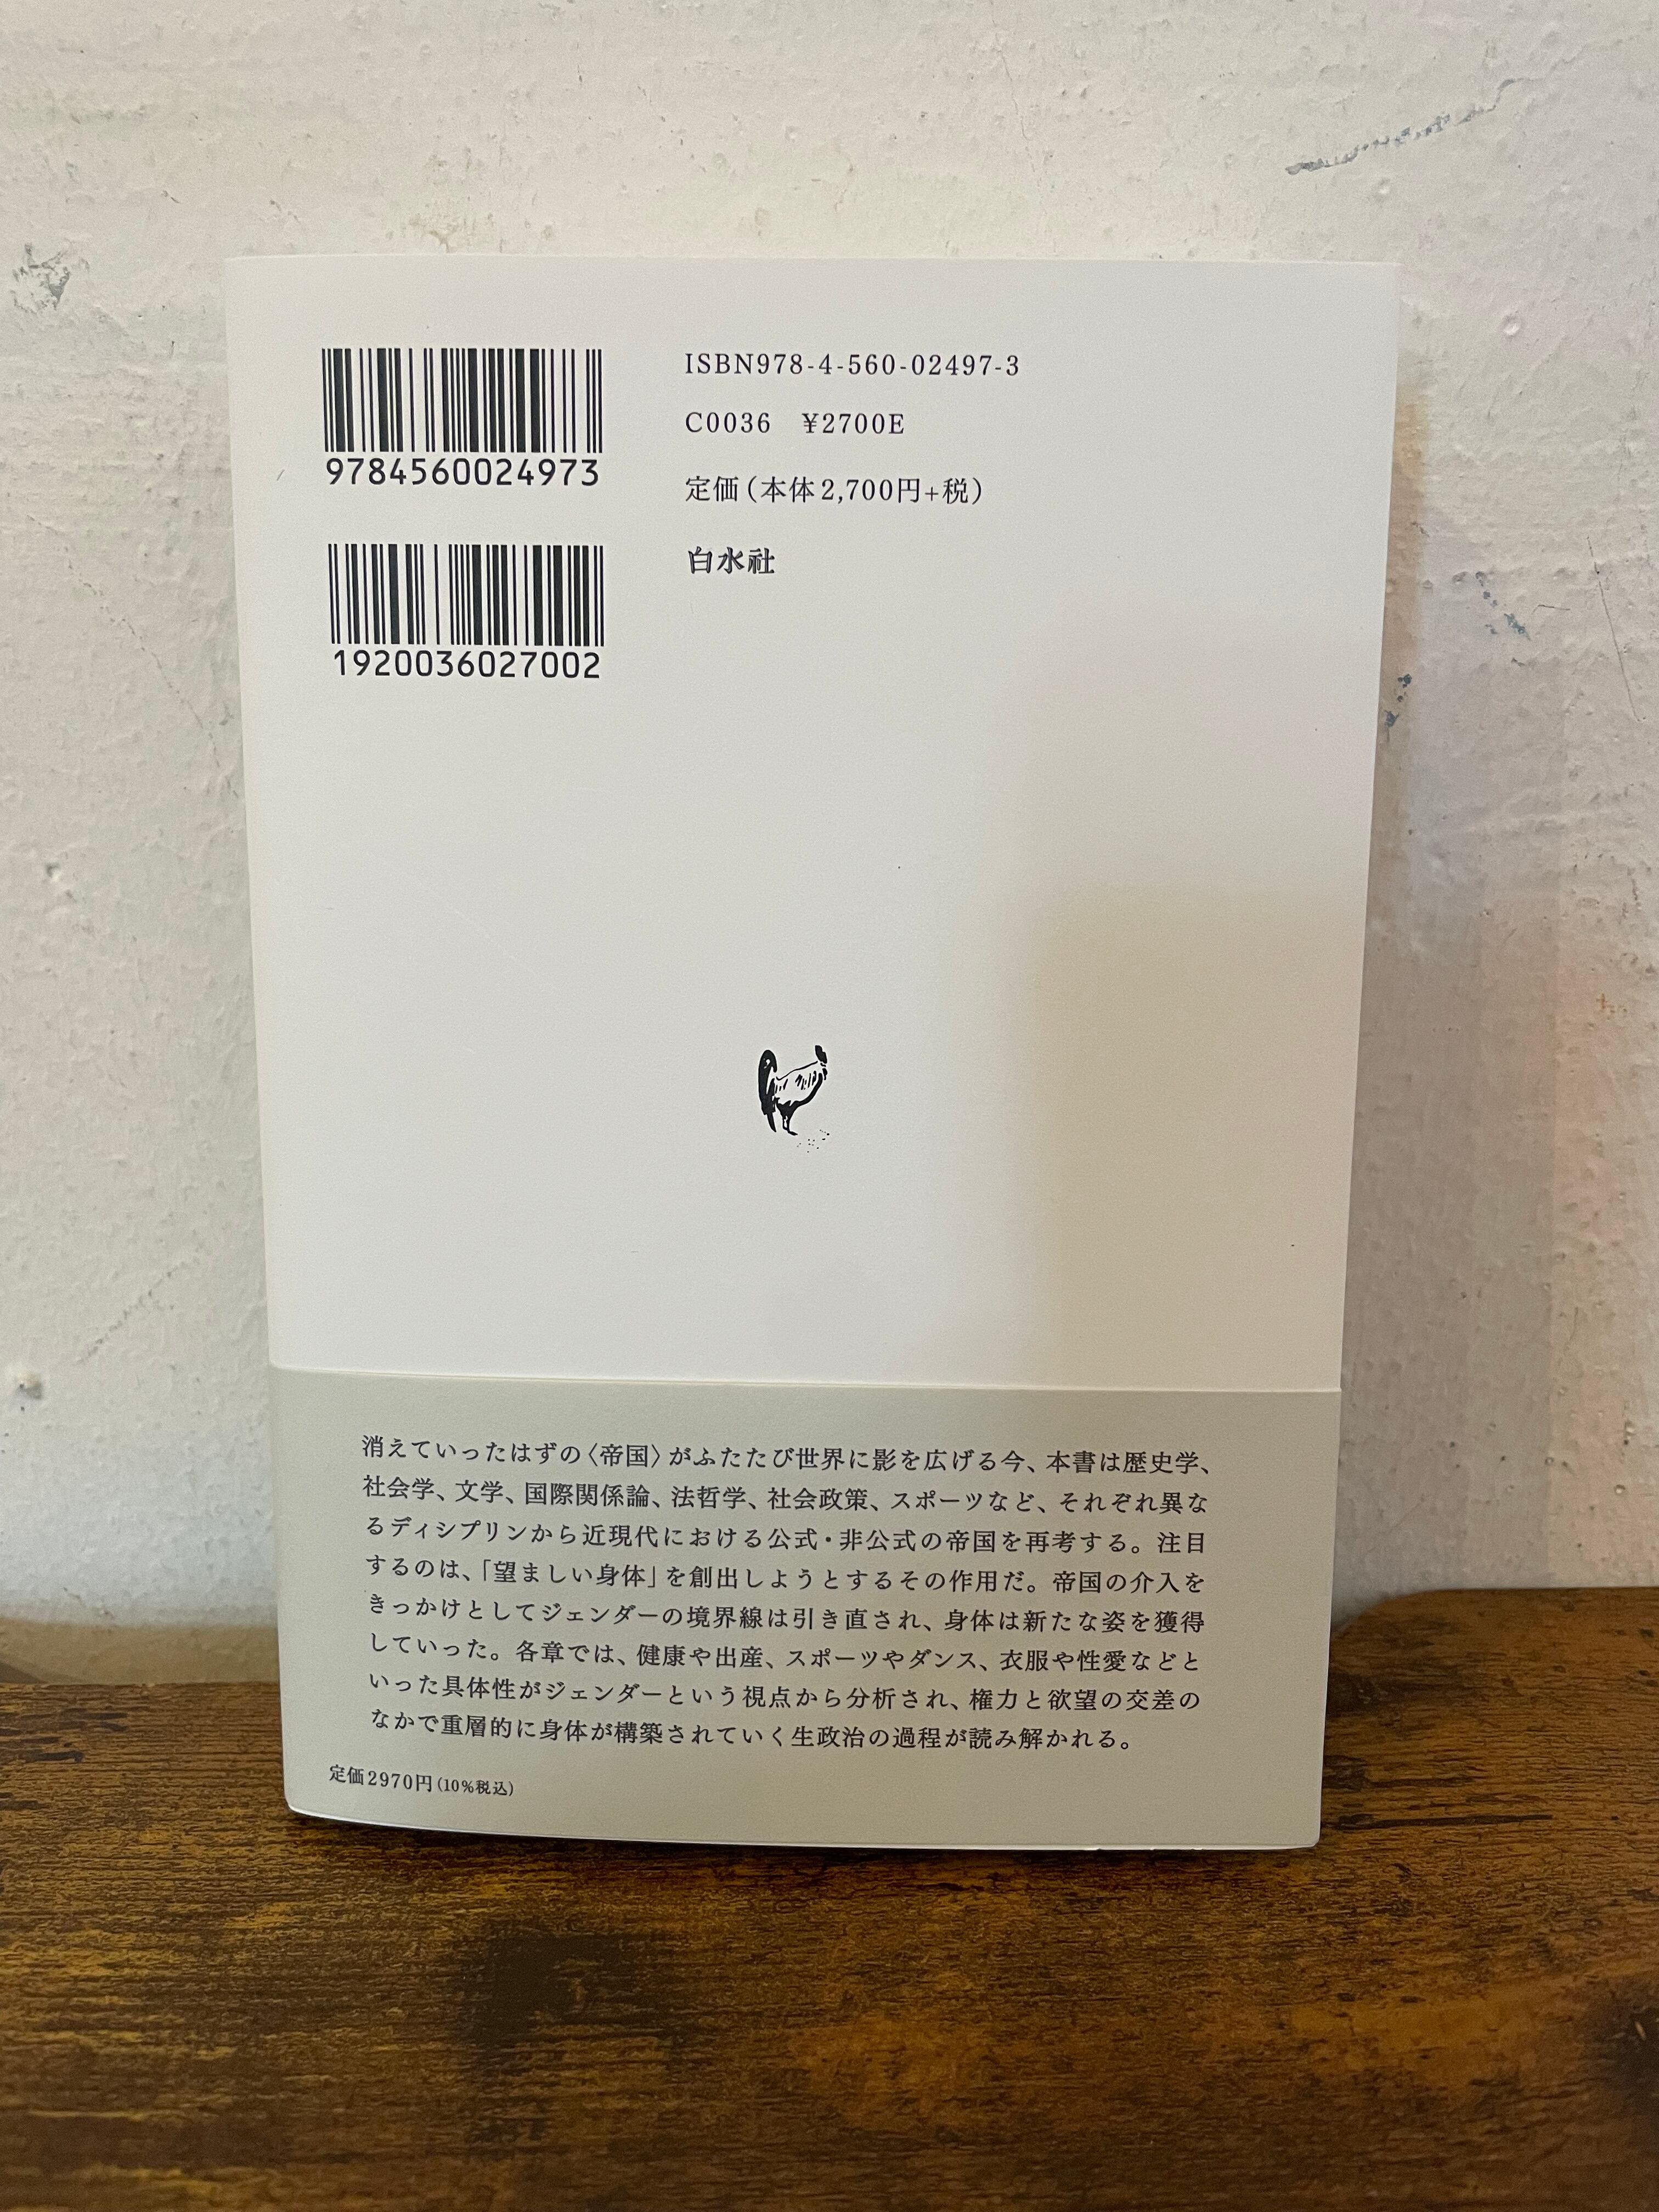 9784560024973
1920036027002
ISBN978-4-560-02497-3
C0036 ¥2700E
定価(本体2,700円+税)
白水社
消えていったはずの〈帝国〉がふたたび世界に影を広げる今、本書は歴史学、
社会学、文学、国際関係論、法哲学、社会政策、スポーツなど、それぞれ異な
るディシプリンから近現代における公式・非公式の帝国を再考する。注目
するのは、「望ましい身体」を創出しようとするその作用だ。帝国の介入を
きっかけとしてジェンダーの境界線は引き直され、身体は新たな姿を獲得
していった。各章では、健康や出産、スポーツやダンス、衣服や性愛などと
いった具体性がジェンダーという視点から分析され、権力と欲望の交差の
なかで重層的に身体が構築されていく生政治の過程が読み解かれる。
定価2970円(10%税込)